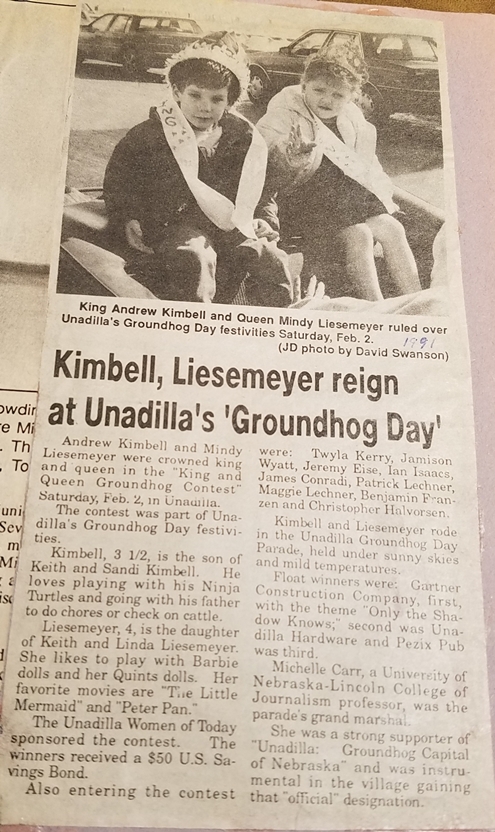 NG A
King Andrew Kimbell and Queen Mindy Liesemeyer ruled over
Unadilla's Groundhog Day festivities Saturday, Feb. 2.
1991
(JD photo by David Swanson)
Kimbell, Liesemeyer reign
at Unadilla's 'Groundhog Day'
Andrew Kimbell and Mindy
Liesemeyer were crowned king
and queen in the "King and
Queen Groundhog Contest"
Saturday, Feb. 2, in Unadilla.
The contest was part of Una-
dilla's Groundhog Day festivi-
ties.
Kimbell, 3 1/2, is the son of
Keith and Sandi Kimbell. He
loves playing with his Ninja
Turtles and going with his father
to do chores or check on cattle.
Liesemeyer, 4, is the daughter
of Keith and Linda Liesemeyer.
She likes to play with Barbie
dolls and her Quints dolls. Her
favorite movies are "The Little
Mermaid" and "Peter Pan."
The Unadilla Women of Today
sponsored the contest. The
winners received a $50 U.S. Sa-
vings Bond.
Also entering the contest
were: Twyla Kerry, Jamison
Wyatt, Jeremy Eise, Ian Isaacs,
James Conradi, Patrick Lechner,
Maggie Lechner, Benjamin Fran-
zen and Christopher Halvorsen.
Kimbell and Liesemeyer rode
in the Unadilla Groundhog Day
Parade, held under sunny skies
and mild temperatures.
Float winners were: Gartner
Construction Company, first,
with the theme "Only the Sha-
dow Knows;" second was Una-
dilla Hardware and Pezix Pub
was third.
Michelle Carr, a University of
Nebraska-Lincoln College of
Journalism professor, was the
parade's grand marshal.
She was a strong supporter of
"Unadilla: Groundhog Capital
of Nebraska" and was instru-
mental in the village gaining
that "official" designation.